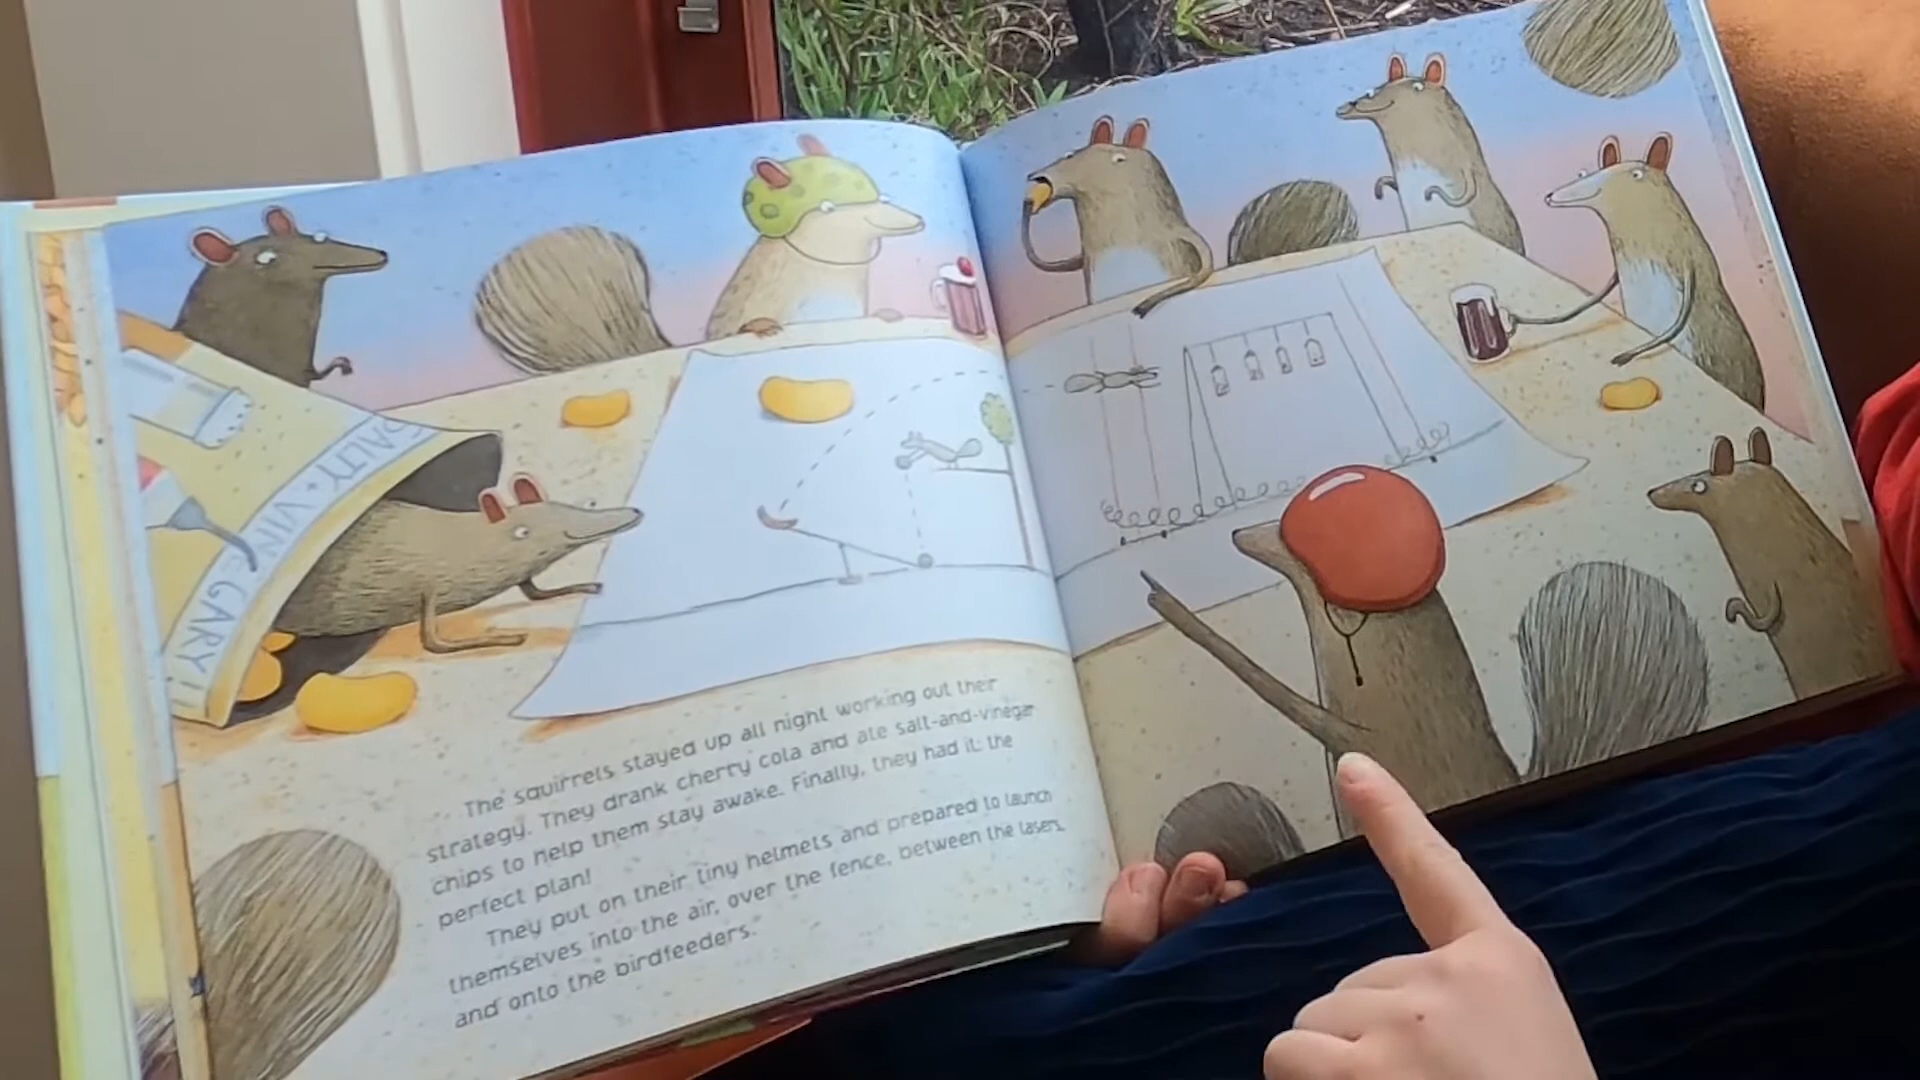 SALTY + VINEGARY!
The squirrels stayed up all night working out their
strategy. They drank cherry cola and ate salt-and-vinegar
chips to help them stay awake. Finally, they had it: the
perfect plan!
They put on their tiny helmets and prepared to launch
themselves into the air, over the fence, between the lasers,
and onto the birdfeeders.